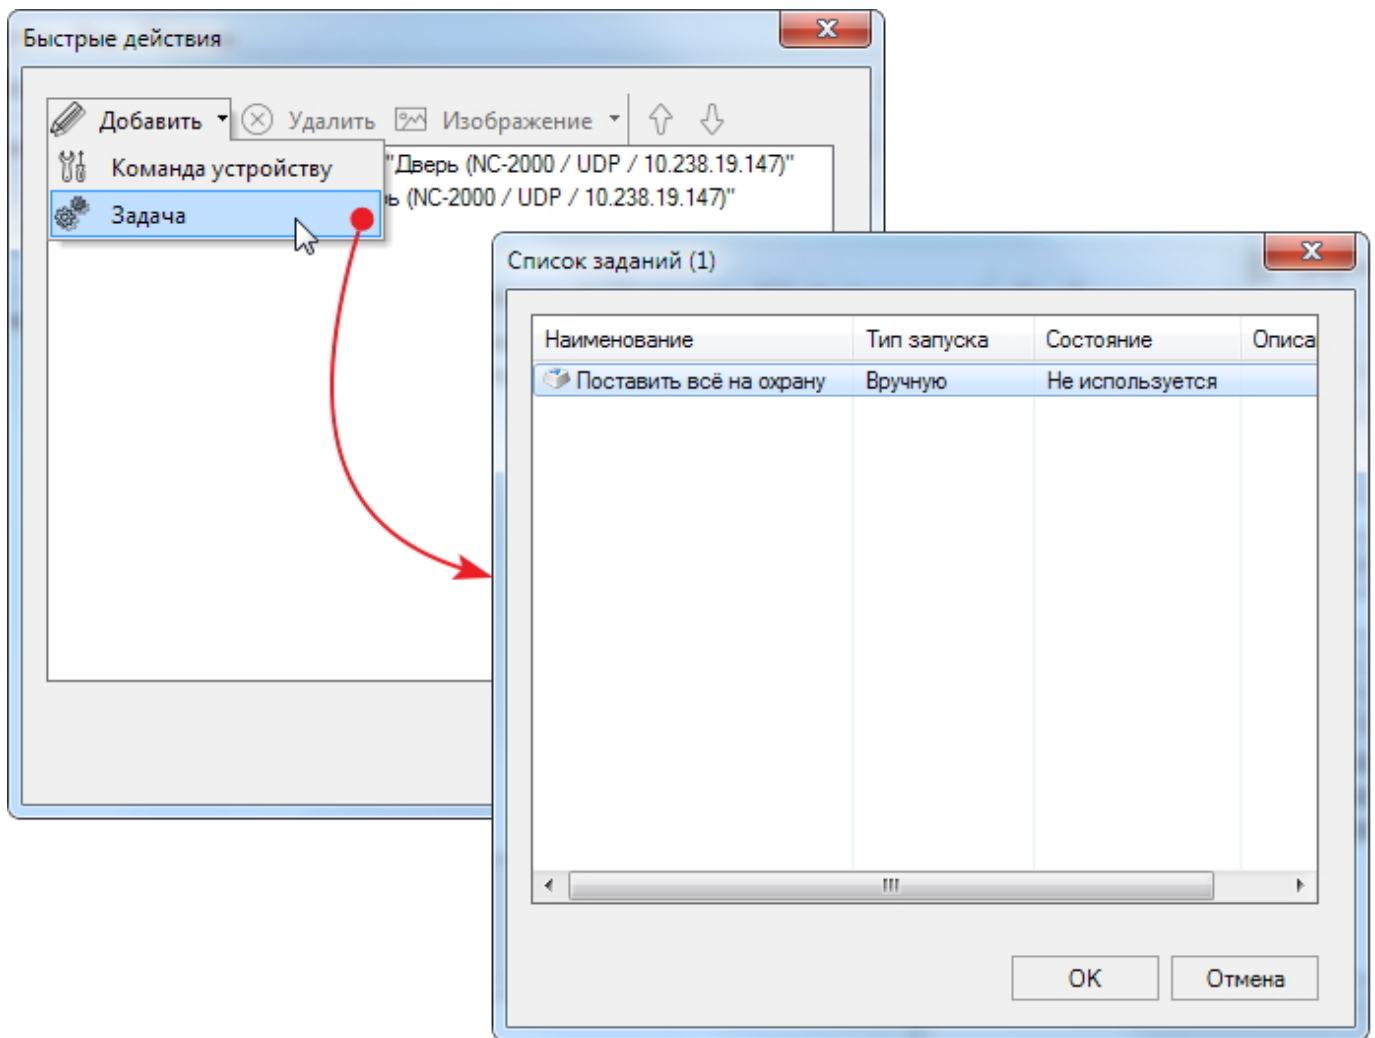 Быстрые действия
Добавить Удалить Изображение
Команда устройству "Дверь (NC-2000 / UDP / 10.238.19.147)"
Задача (NC-2000 / UDP / 10.238.19.147)"
Список заданий (1)
Наименование Тип запуска Состояние Описа
Поставить всё на охрану Вручную Не используется
OK Отмена